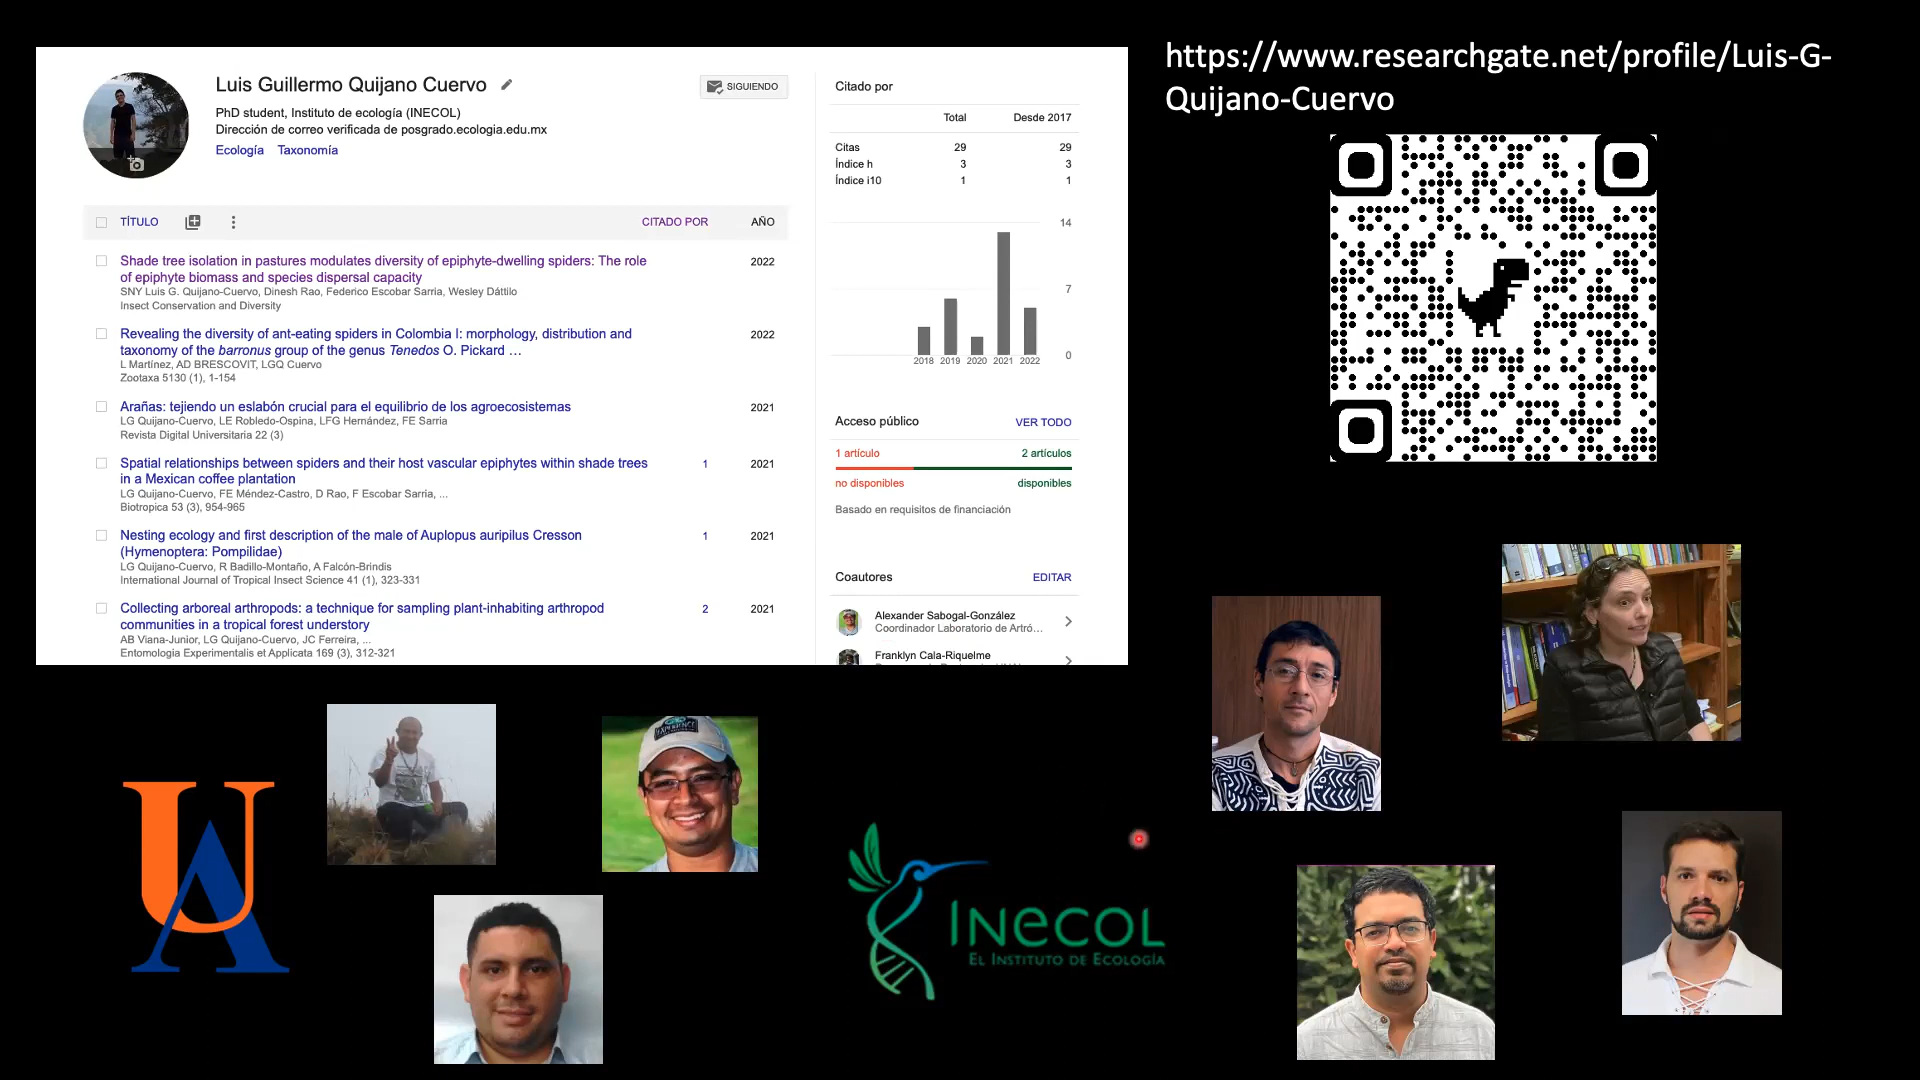 Luis Guillermo Quijano Cuervo
SIGUIENDO
PhD student, Instituto de ecología (INECOL)
Dirección de correo verificada de posgrado.ecologia.edu.mx
Ecología Taxonomía
TÍTULO CITADO POR AÑO
Shade tree isolation in pastures modulates diversity of epiphyte-dwelling spiders: The role 2022
of epiphyte biomass and species dispersal capacity
SNY Luis G. Quijano-Cuervo, Dinesh Rao, Federico Escobar Sarria, Wesley Dáttilo
Insect Conservation and Diversity
Revealing the diversity of ant-eating spiders in Colombia I: morphology, distribution and 2022
taxonomy of the barronus group of the genus Tenedos O. Pickard …
L Martínez, AD BRESCOVIT, LGQ Cuervo
Zootaxa 5130 (1), 1-154
Arañas: tejiendo un eslabón crucial para el equilibrio de los agroecosistemas 2021
LG Quijano-Cuervo, LE Robledo-Ospina, LFG Hernández, FE Sarria
Revista Digital Universitaria 22 (3)
Spatial relationships between spiders and their host vascular epiphytes within shade trees 1 2021
in a Mexican coffee plantation
LG Quijano-Cuervo, FE Méndez-Castro, D Rao, F Escobar Sarria, ...
Biotropica 53 (3), 954-965
Nesting ecology and first description of the male of Auplopus auripilus Cresson 1 2021
(Hymenoptera: Pompilidae)
LG Quijano-Cuervo, R Badillo-Montaño, A Falcón-Brindis
International Journal of Tropical Insect Science 41 (1), 323-331
Collecting arboreal arthropods: a technique for sampling plant-inhabiting arthropod 2 2021
communities in a tropical forest understory
AB Viana-Junior, LG Quijano-Cuervo, JC Ferreira, ...
Entomologia Experimentalis et Applicata 169 (3), 312-321
Citado por
Total Desde 2017
Citas 29 29
Índice h 3 3
Índice i10 1 1
14
7
0
2018 2019 2020 2021 2022
Acceso público VER TODO
1 artículo 2 artículos
no disponibles disponibles
Basado en requisitos de financiación
Coautores EDITAR
Alexander Sabogal-González
Coordinador Laboratorio de Artró…
Franklyn Cala-Riquelme
https://www.researchgate.net/profile/Luis-G-
Quijano-Cuervo
UA
INECOL
EL INSTITUTO DE ECOLOGÍA